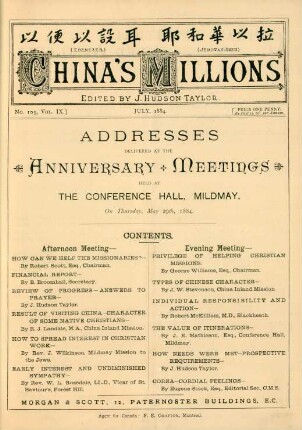 以便以設耳 耶和華以拉
(EBENEZER) (JEHOVAH-JIREH)
CHINA'S MILLIONS
EDITED BY J. HUDSON TAYLOR.
No. 109, Vol. IX.] JULY, 1884. [PRICE ONE PENNY.
ADDRESSES
DELIVERED AT THE
ANNIVERSARY MEETINGS
HELD AT
THE CONFERENCE HALL, MILDMAY,
On Thursday, May 29th, 1884.
CONTENTS.
Afternoon Meeting—
HOW CAN WE HELP THE MISSIONARIES?—
By Robert Scott, Esq., Chairman.
FINANCIAL REPORT—
By B. Broomhall, Secretary.
REVIEW OF PROGRESS—ANSWERS TO
PRAYER—
By J. Hudson Taylor.
RESULT OF VISITING CHINA—CHARACTER
OF SOME NATIVE CHRISTIANS—
By R. J. Landale, M.A., China Inland Mission.
HOW TO SPREAD INTEREST IN CHRISTIAN
WORK—
By Rev. J. Wilkinson, Mildmay Mission to
the Jews.
EARLY INTEREST AND UNDIMINISHED
SYMPATHY—
By Rev. W. L. Rosedale, LL.D., Vicar of St.
Saviour's, Forest Hill.
Evening Meeting—
PRIVILEGE OF HELPING CHRISTIAN
MISSIONS:
By George Williams, Esq., Chairman.
TYPES OF CHINESE CHARACTER—
By J. W. Stevenson, China Inland Mission.
INDIVIDUAL RESPONSIBILITY AND
ACTION—
By Robert McKilliam, M.D., Blackheath.
THE VALUE OF ITINERATIONS—
By J. E. Mathieson, Esq., Conference Hall,
Mildmay.
HOW NEEDS WERE MET—PROSPECTIVE
REQUIREMENTS—
By J. Hudson Taylor.
COREA—CORDIAL FEELINGS—
By Eugene Stock, Esq., Editorial Sec., C.M.S.
MORGAN & SCOTT, 12, PATERNOSTER BUILDINGS, E.C.
Agent for Canada—F. E. GRAFTON, Montreal.